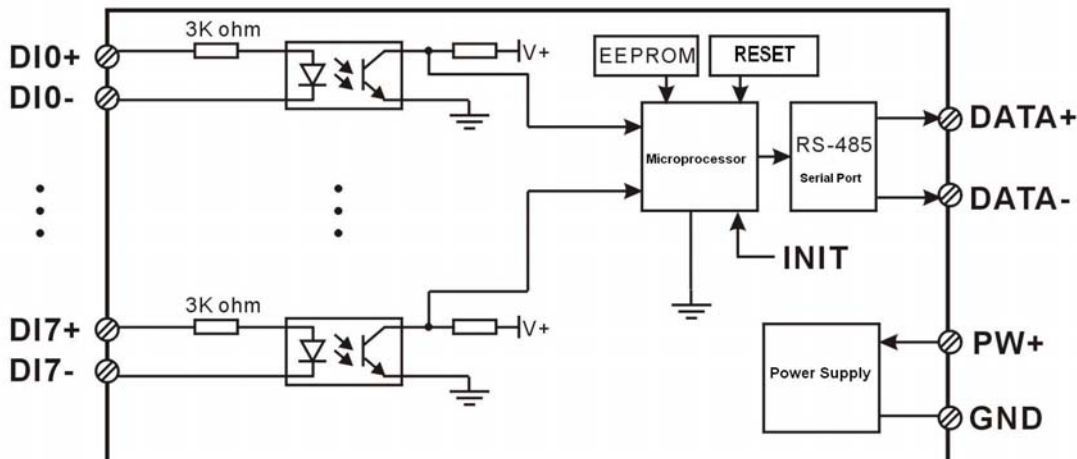 3K ohm
DI0+
DI0-
V+
EEPROM
RESET
Microprocessor
RS-485
Serial Port
DATA+
DATA-
INIT
3K ohm
DI7+
DI7-
V+
Power Supply
PW+
GND